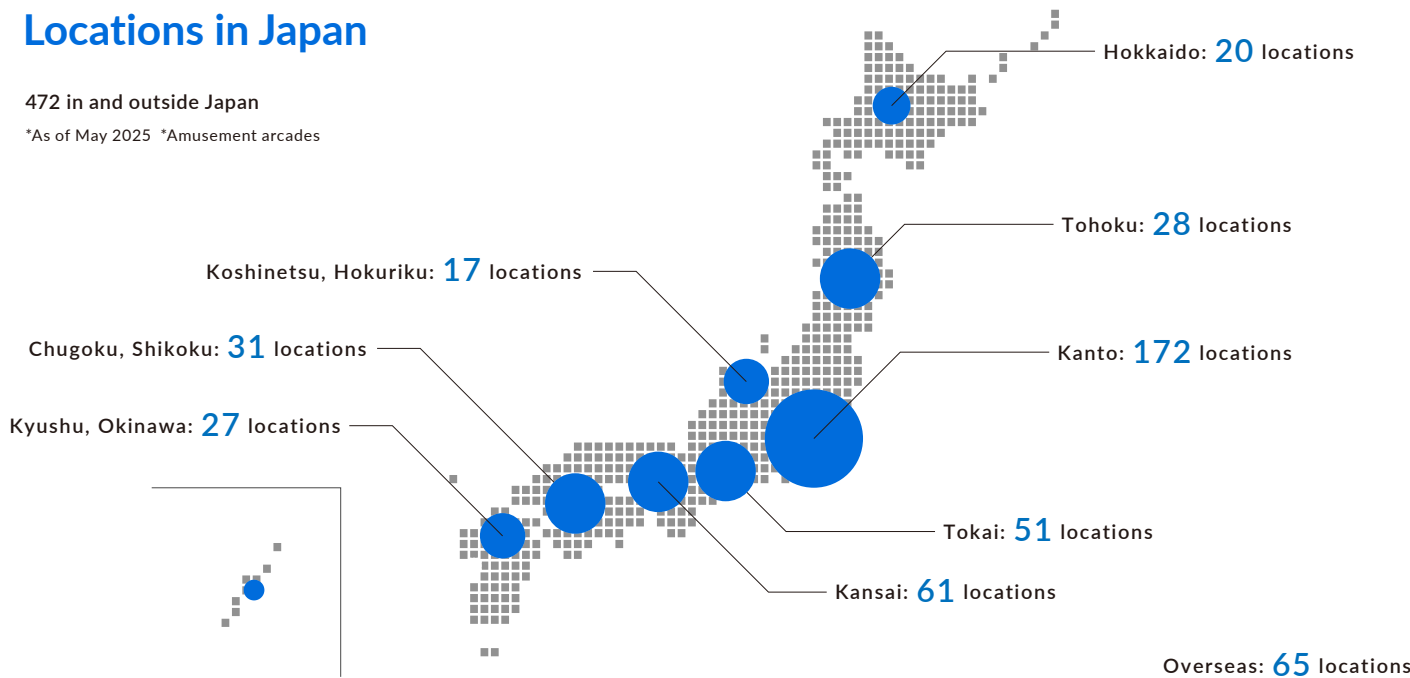 Locations in Japan
472 in and outside Japan
*As of May 2025 *Amusement arcades
Hokkaido: 20 locations
Tohoku: 28 locations
Koshinetsu, Hokuriku: 17 locations
Chugoku, Shikoku: 31 locations
Kanto: 172 locations
Kyushu, Okinawa: 27 locations
Tokai: 51 locations
Kansai: 61 locations
Overseas: 65 locations